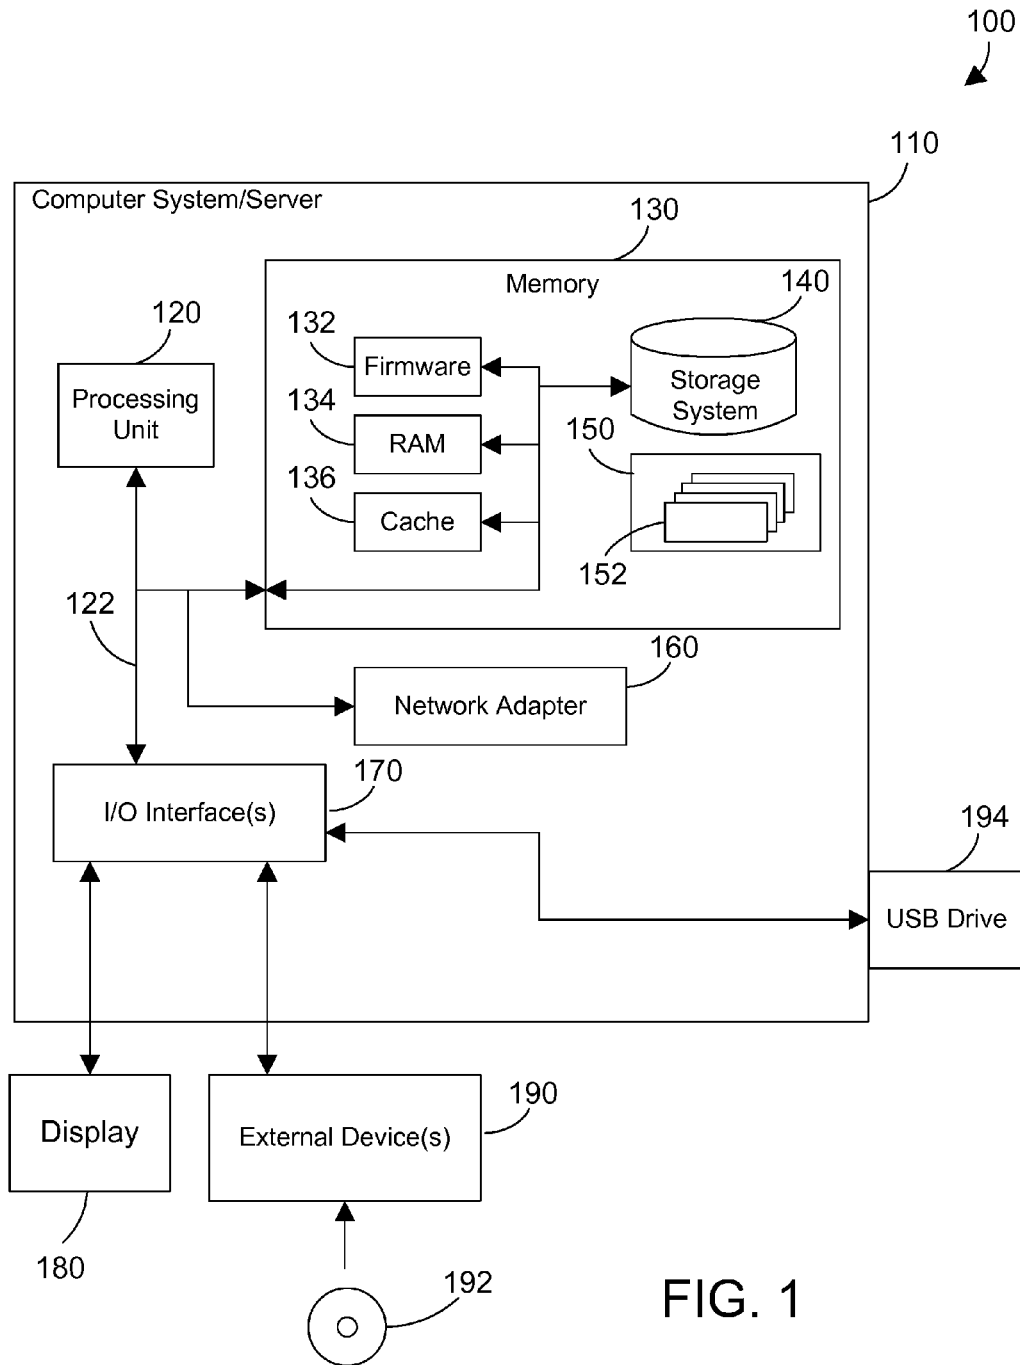 100
110
Computer System/Server
130
Memory
140
120
132
Firmware
Storage
System
Processing
Unit
134
RAM
150
136
Cache
152
122
160
Network Adapter
170
I/O Interface(s)
194
USB Drive
190
Display
External Device(s)
180
192
FIG. 1